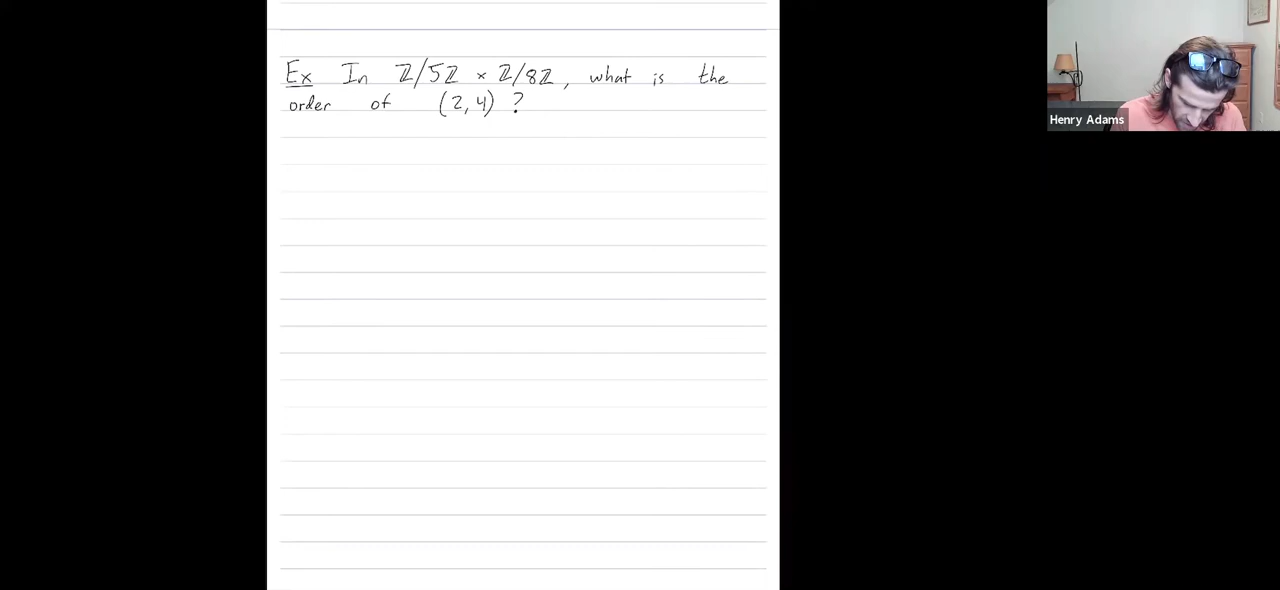 Ex In ℤ/5ℤ × ℤ/8ℤ, what is the
order of (2,4)?
Henry Adams